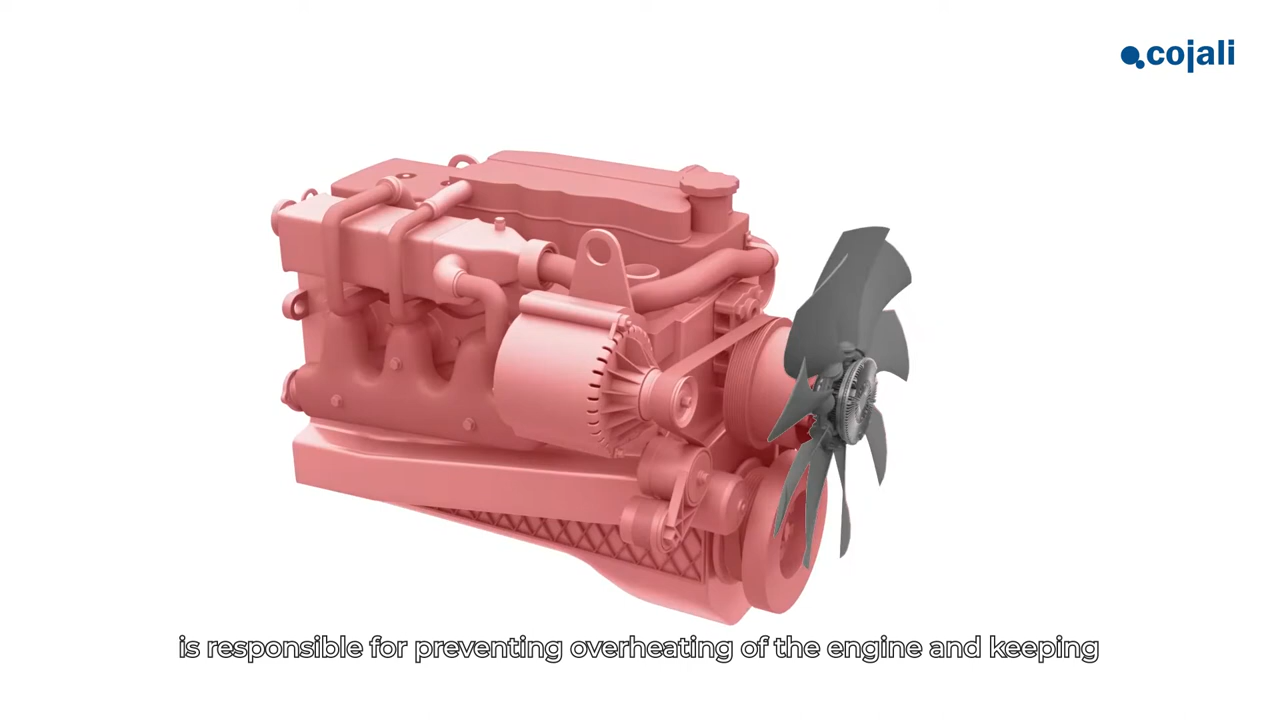 cojali
is responsible for preventing overheating of the engine and keeping